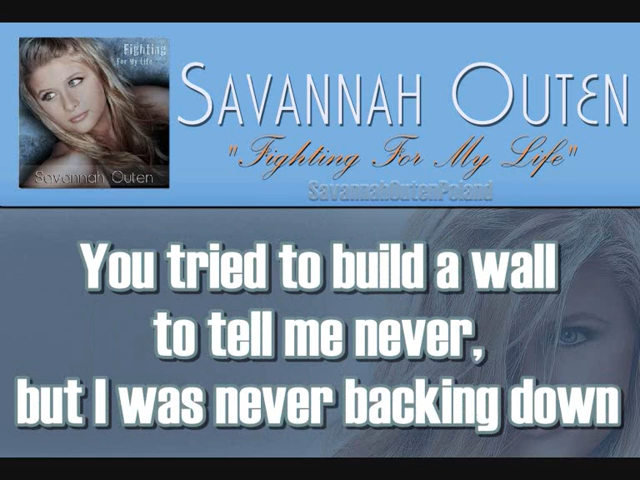 Fighting
For My Life
Savannah Outen
SAVANNAH OUTEN
"Fighting For My Life"
SavannahOutenPoland
You tried to build a wall
to tell me never,
but I was never backing down